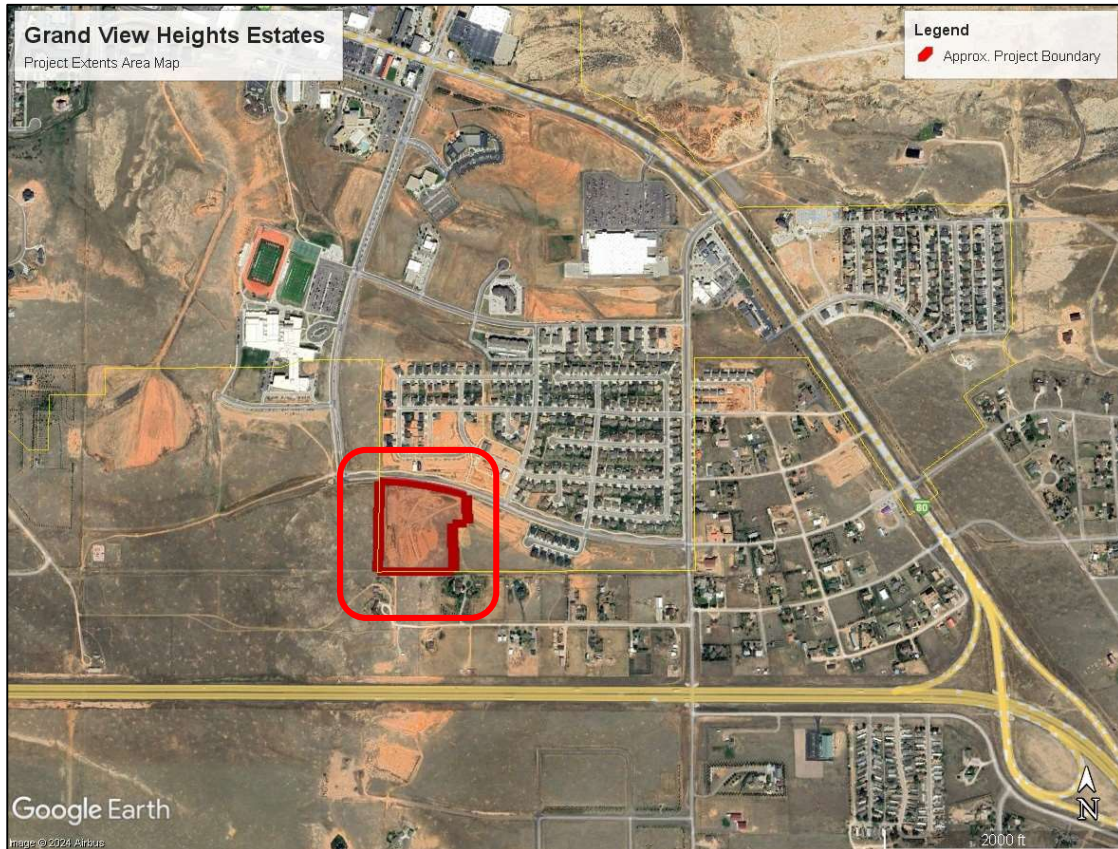 Grand View Heights Estates
Project Extents Area Map
Legend
Approx. Project Boundary
80
Google Earth
Image © 2024 Airbus
N
2000 ft